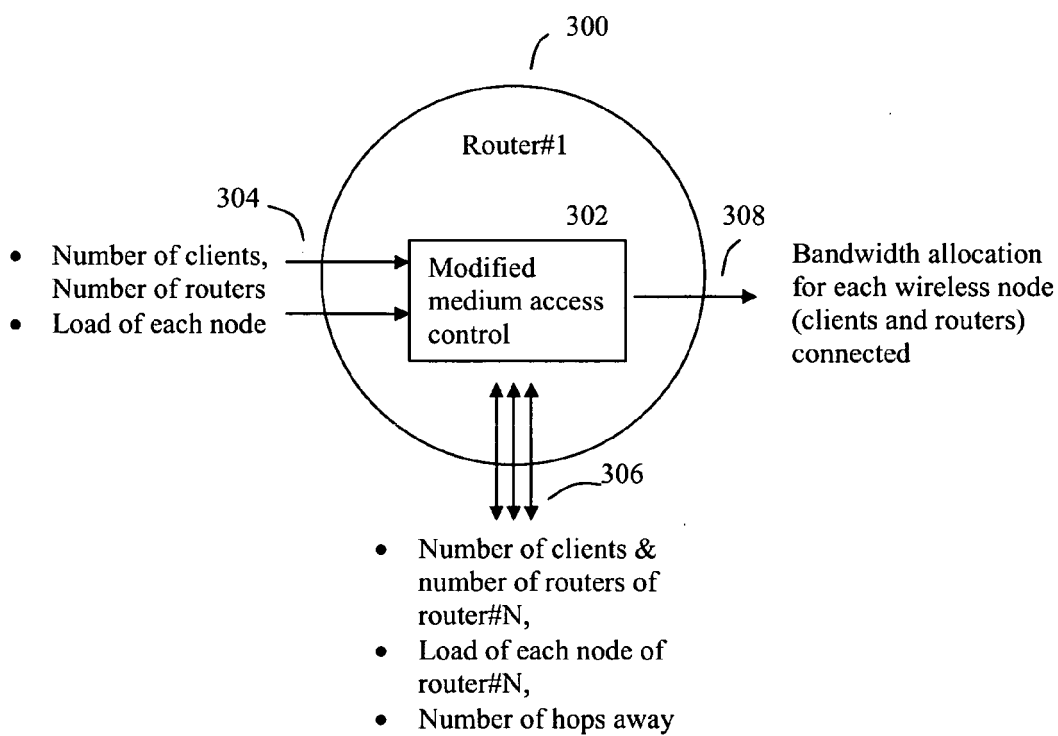 300
Router#1
304
302
308
• Number of clients,
Number of routers
• Load of each node
Modified
medium access
control
Bandwidth allocation
for each wireless node
(clients and routers)
connected
306
• Number of clients &
number of routers of
router#N,
• Load of each node of
router#N,
• Number of hops away